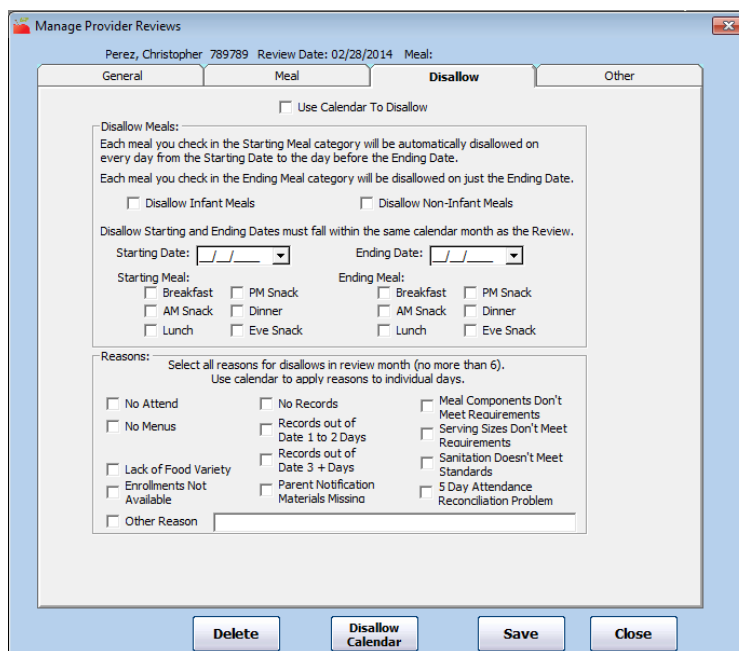 Manage Provider Reviews
Perez, Christopher 789789 Review Date: 02/28/2014 Meal:
General Meal Disallow Other
Use Calendar To Disallow
Disallow Meals:
Each meal you check in the Starting Meal category will be automatically disallowed on
every day from the Starting Date to the day before the Ending Date.
Each meal you check in the Ending Meal category will be disallowed on just the Ending Date.
Disallow Infant Meals Disallow Non-Infant Meals
Disallow Starting and Ending Dates must fall within the same calendar month as the Review.
Starting Date: __/__/____ Ending Date: __/__/____
Starting Meal: Ending Meal:
Breakfast PM Snack Breakfast PM Snack
AM Snack Dinner AM Snack Dinner
Lunch Eve Snack Lunch Eve Snack
Reasons:
Select all reasons for disallows in review month (no more than 6).
Use calendar to apply reasons to individual days.
No Attend
No Menus
Lack of Food Variety
Enrollments Not
Available
No Records
Records out of
Date 1 to 2 Days
Records out of
Date 3 + Days
Parent Notification
Materials Missing
Meal Components Don't
Meet Requirements
Serving Sizes Don't Meet
Requirements
Sanitation Doesn't Meet
Standards
5 Day Attendance
Reconciliation Problem
Other Reason
Delete Disallow
Calendar Save Close